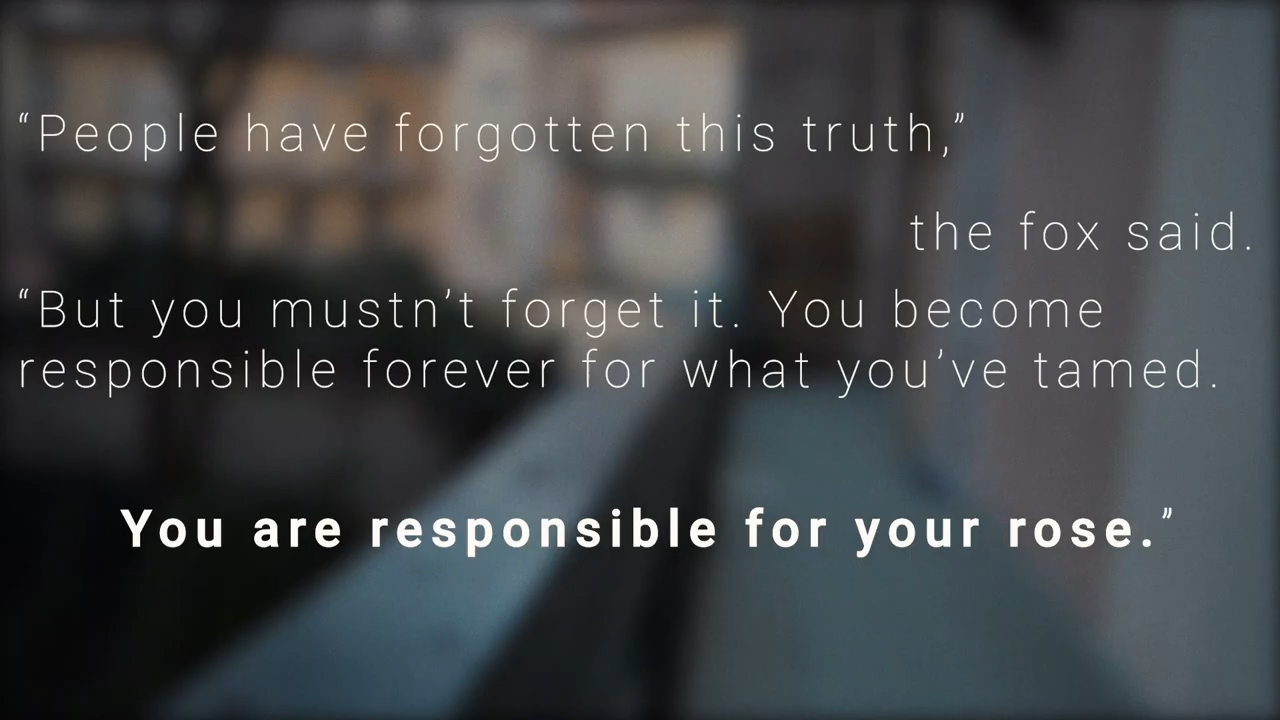 “People have forgotten this truth,”
the fox said.
“But you mustn’t forget it. You become
responsible forever for what you’ve tamed.
You are responsible for your rose.”